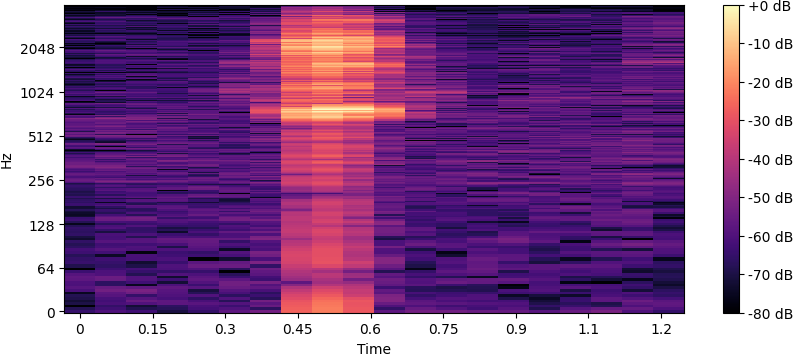 +0 dB
2048
-10 dB
1024
-20 dB
512
-30 dB
Hz
256
-40 dB
128
-50 dB
64
-60 dB
0
-70 dB
-80 dB
0 0.15 0.3 0.45 0.6 0.75 0.9 1.1 1.2
Time